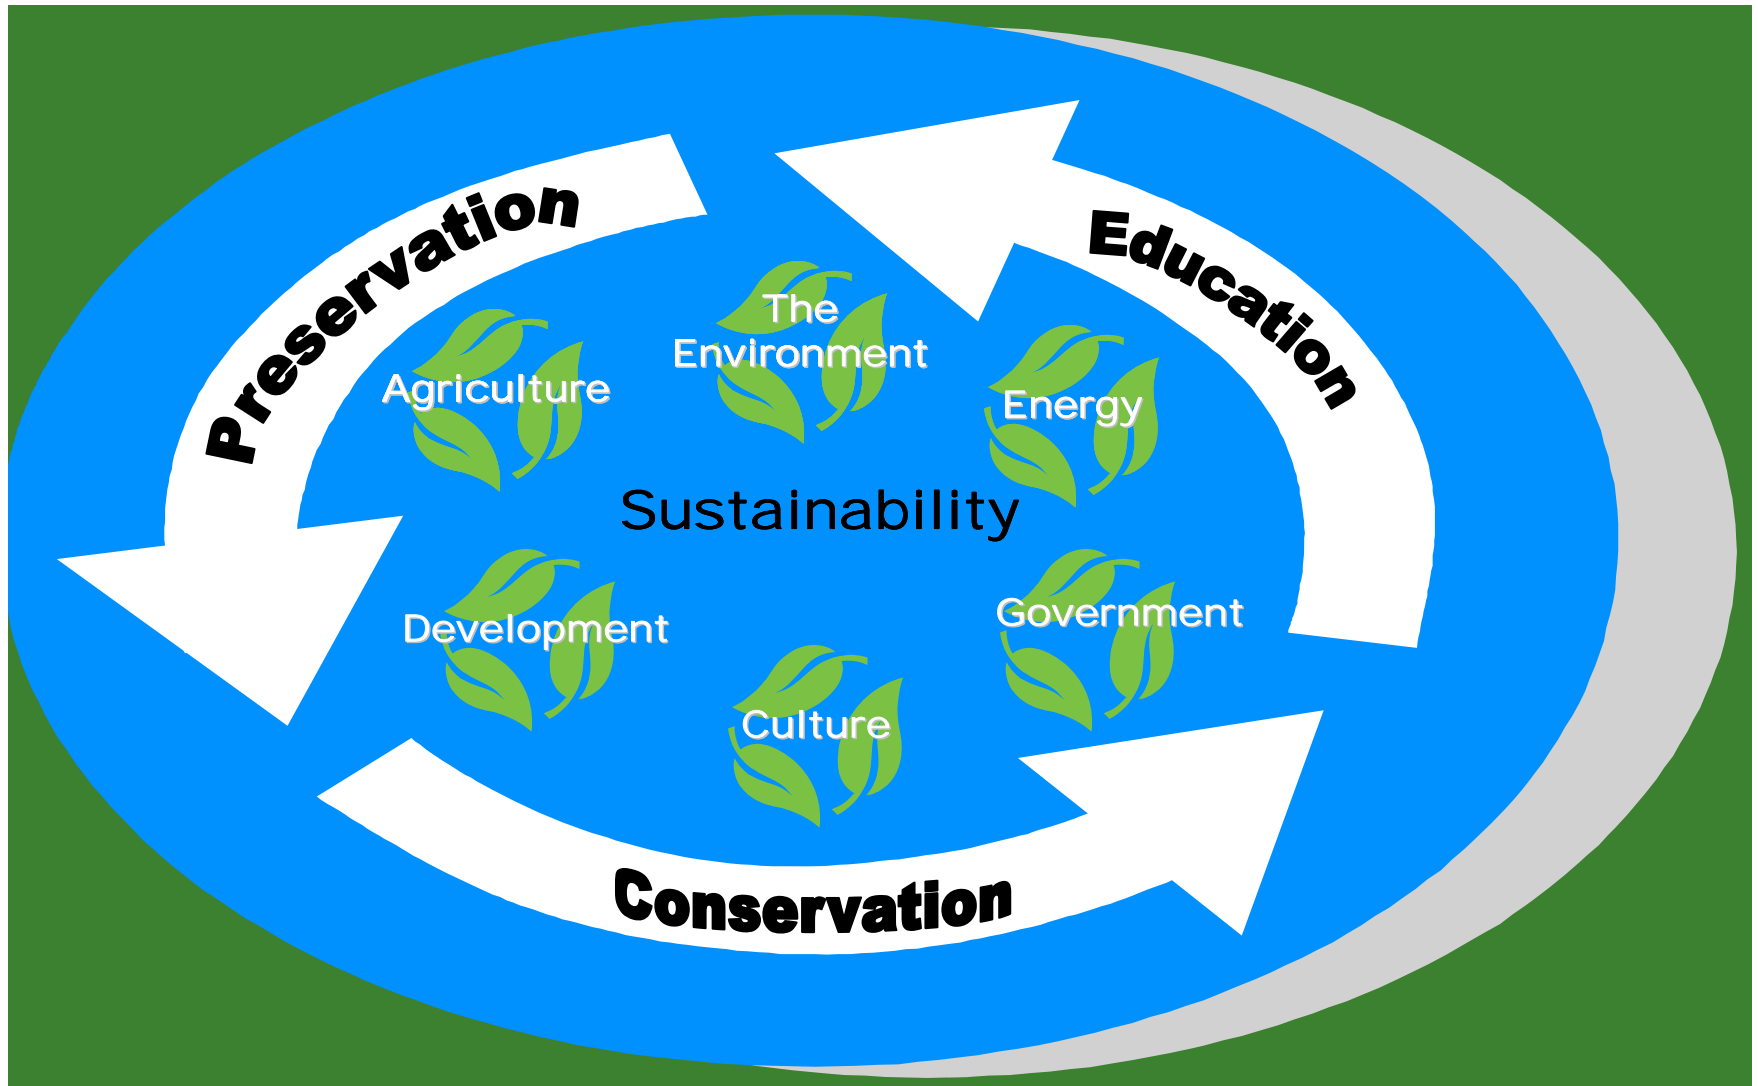 Preservation
Education
The
Environment
Agriculture
Energy
Sustainability
Development
Government
Culture
Conservation